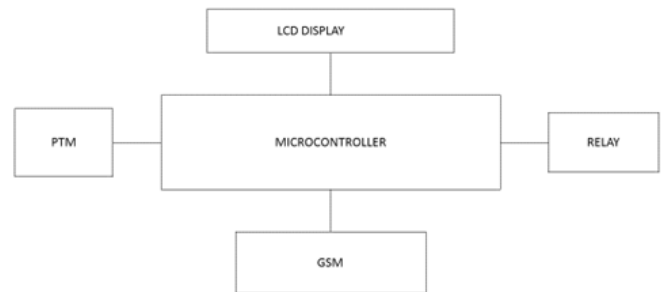 LCD DISPLAY
PTM
MICROCONTROLLER
RELAY
GSM